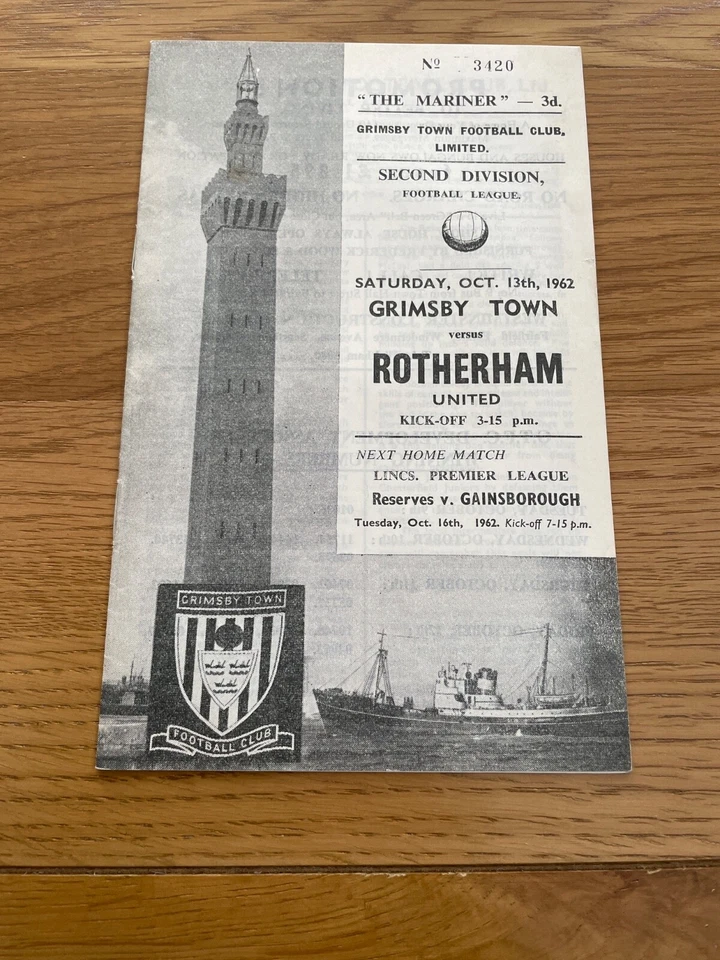 Nº 3420
"THE MARINER" — 3d.
GRIMSBY TOWN FOOTBALL CLUB,
LIMITED.
SECOND DIVISION,
FOOTBALL LEAGUE.
SATURDAY, OCT. 13th, 1962
GRIMSBY TOWN
versus
ROTHERHAM
UNITED
KICK-OFF 3-15 p.m.
NEXT HOME MATCH
LINCS. PREMIER LEAGUE
Reserves v. GAINSBOROUGH
Tuesday, Oct. 16th, 1962. Kick-off 7-15 p.m.
GRIMSBY TOWN
FOOTBALL CLUB